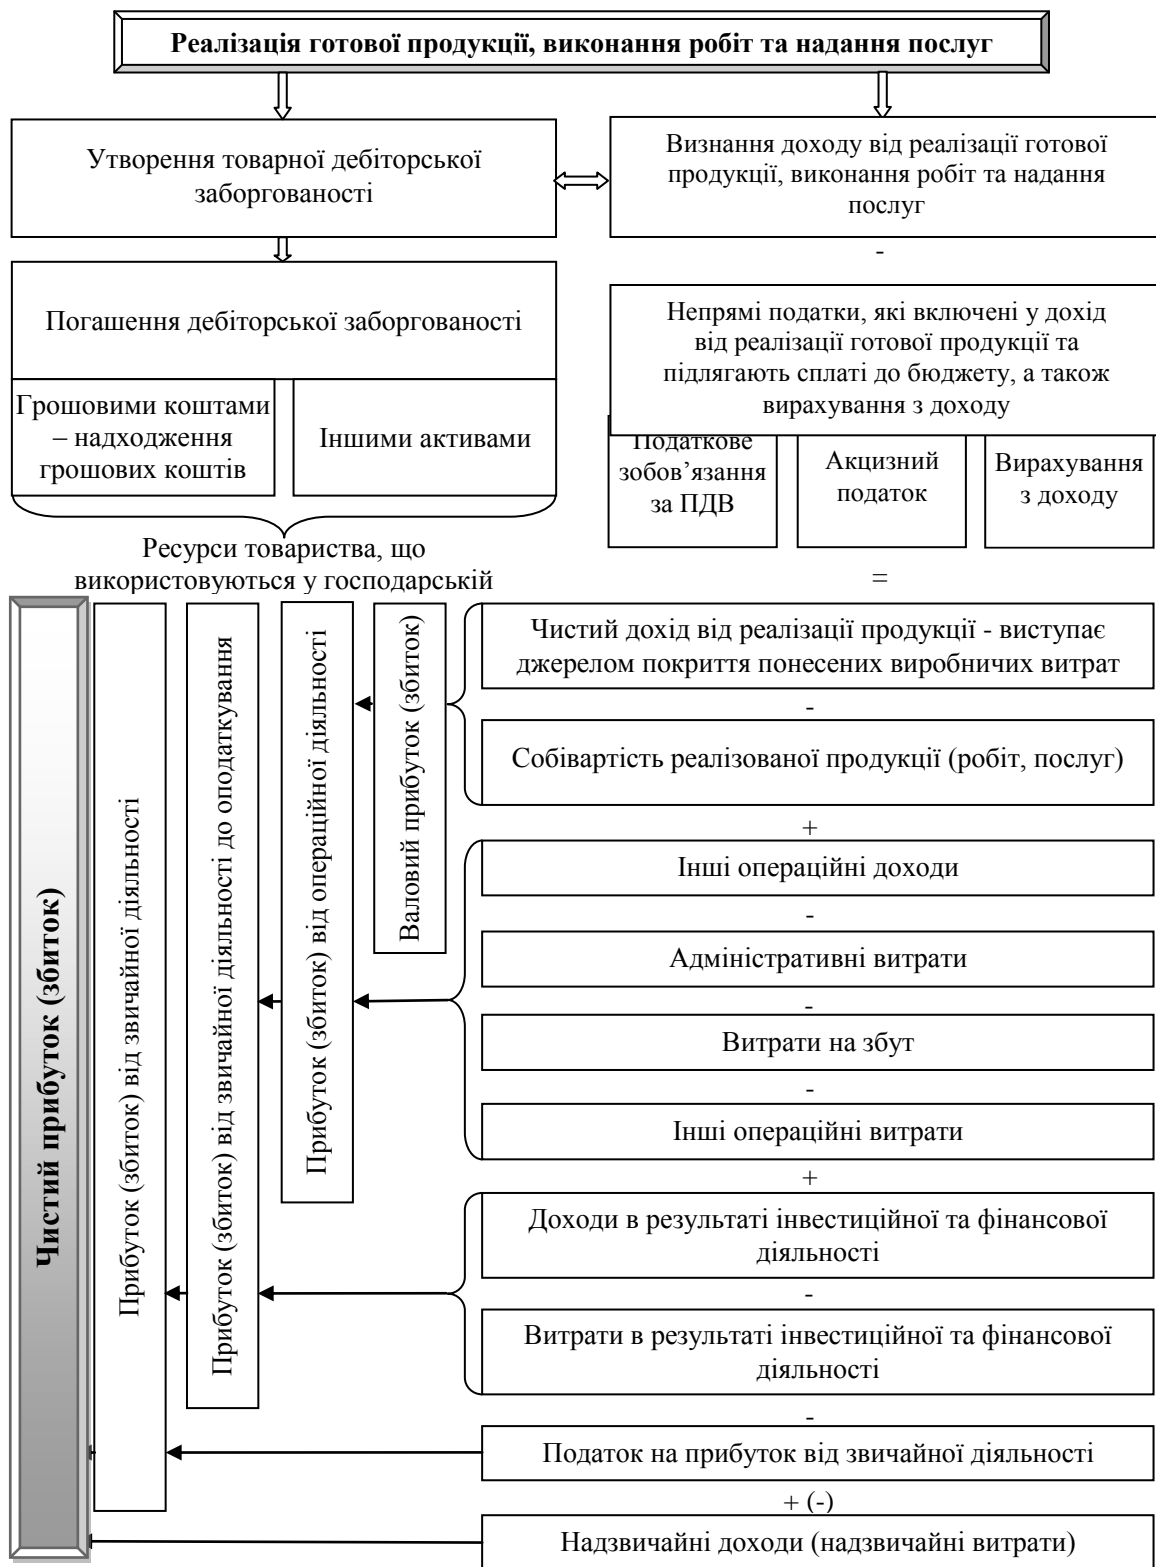 Реалізація готової продукції, виконання робіт та надання послуг
Утворення товарної дебіторської
заборгованості
Визнання доходу від реалізації готової
продукції, виконання робіт та надання
послуг
-
Погашення дебіторської заборгованості
Непрямі податки, які включені у дохід
від реалізації готової продукції та
підлягають сплаті до бюджету, а також
вирахування з доходу
Грошовими коштами
– надходження
грошових коштів
Іншими активами
Податкове
зобов’язання
за ПДВ
Акцизний
податок
Вирахування
з доходу
Ресурси товариства, що
використовуються у господарській
=
Чистий прибуток (збиток)
Прибуток (збиток) від звичайної діяльності
Прибуток (збиток) від звичайної діяльності до оподаткування
Прибуток (збиток) від операційної діяльності
Валовий прибуток (збиток)
Чистий дохід від реалізації продукції - виступає
джерелом покриття понесених виробничих витрат
-
Собівартість реалізованої продукції (робіт, послуг)
+
Інші операційні доходи
-
Адміністративні витрати
-
Витрати на збут
-
Інші операційні витрати
+
Доходи в результаті інвестиційної та фінансової
діяльності
-
Витрати в результаті інвестиційної та фінансової
діяльності
-
Податок на прибуток від звичайної діяльності
+ (-)
Надзвичайні доходи (надзвичайні витрати)